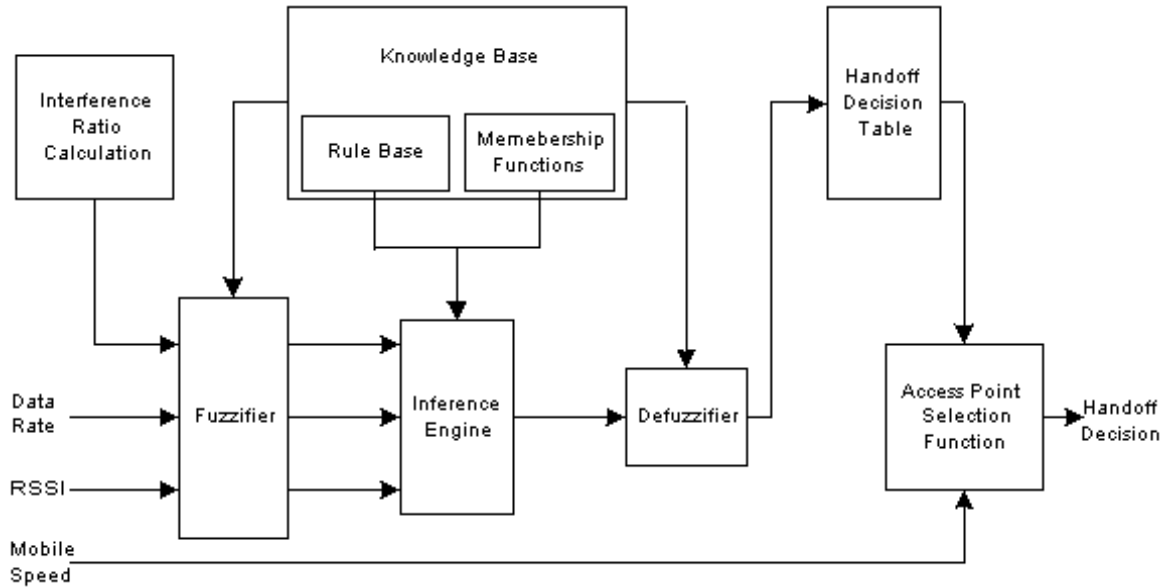 Interference
Ratio
Calculation
Knowledge Base
Rule Base
Memebership
Functions
Handoff
Decision
Table
Data
Rate
RSSI
Mobile
Speed
Fuzzifier
Inference
Engine
Defuzzifier
Access Point
Selection
Function
Handoff
Decision